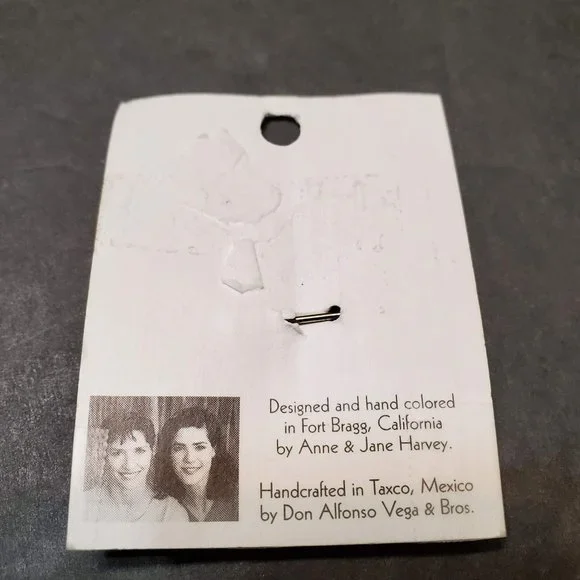 Designed and hand colored
in Fort Bragg, California
by Anne & Jane Harvey.
Handcrafted in Taxco, Mexico
by Don Alfonso Vega & Bros.